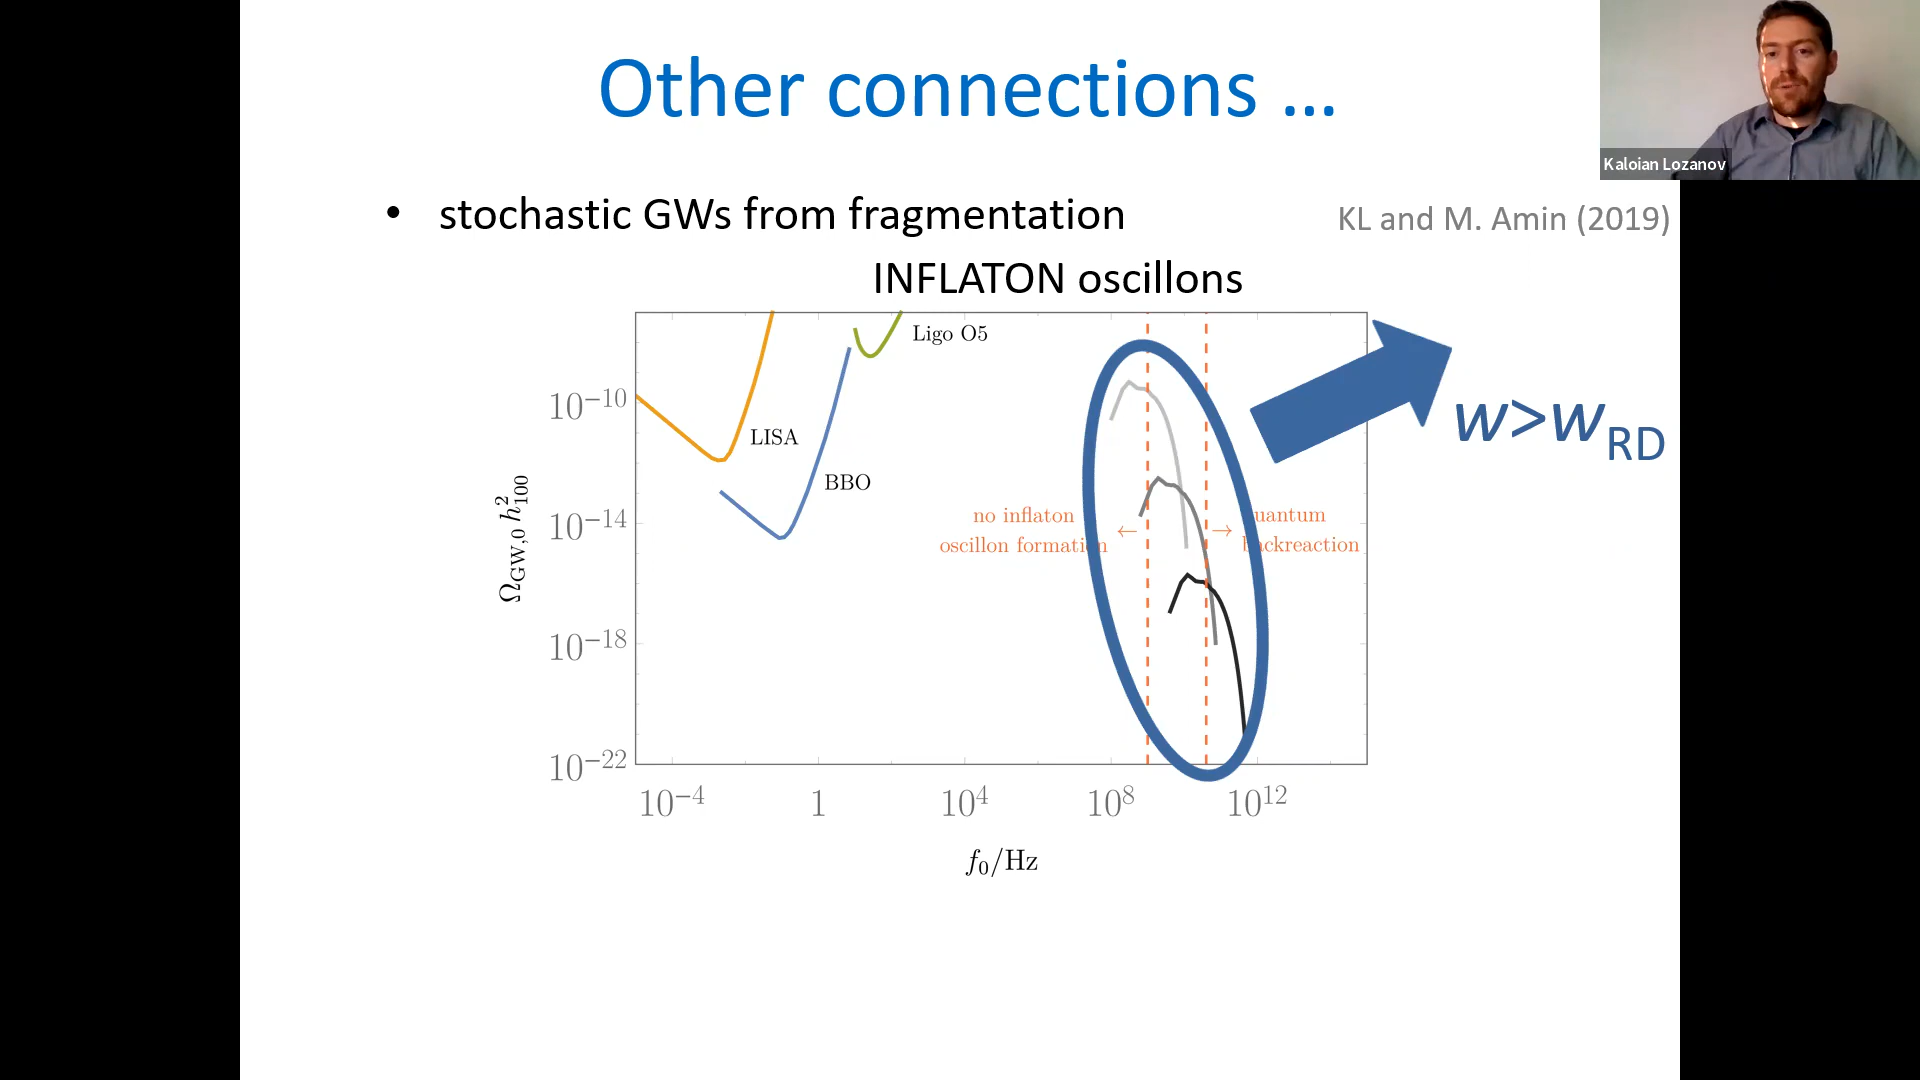 Other connections ...
Kaloian Lozanov
• stochastic GWs from fragmentation
KL and M. Amin (2019)
INFLATON oscillons
Ligo O5
LISA
BBO
w>wRD
no inflaton
oscillon formation
←
→
quantum
backreaction
10−10
10−14
10−18
10−22
ΩGW,0 h²100
10−4
1
10⁴
10⁸
10¹²
f₀/Hz